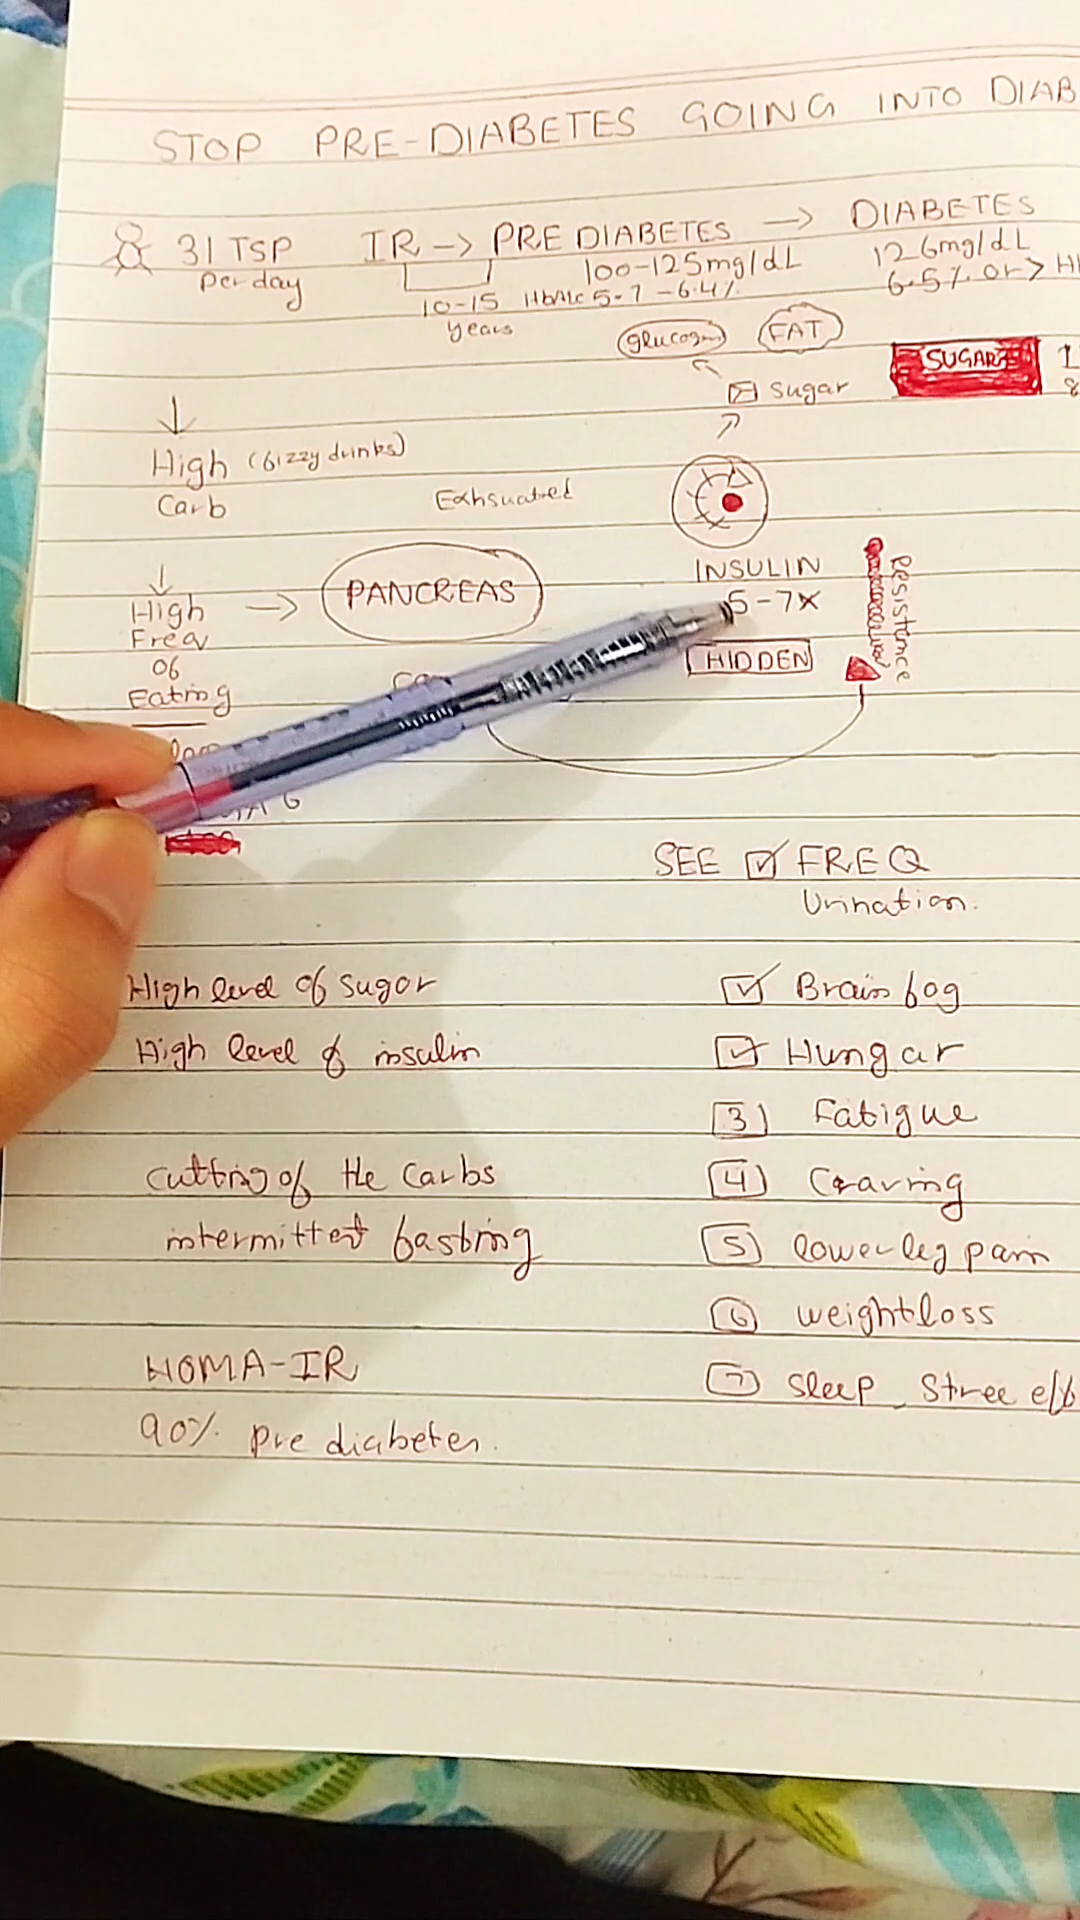 STOP PRE-DIABETES GOING INTO DIAB
31 TSP IR → PRE DIABETES → DIABETES
Per day 100-125mg/dL 126mg/dL
10-15 HbA1c 5-7 - 6.4% 6.5% or >
years
glucogn FAT
SUGAR
sugar
High (fizzy drinks)
Carb Exhsuated
INSULIN
PANCREAS 5-7x
High →
Freq
of
Eating
HIDDEN
Resistance
SEE ☑ FREQ
Urination.
High level of sugar ☑ Brain fog
High level of insulin ☑ Hungar
3 Fatigue
cutting of the carbs 4 Craving
intermittet fasting 5 lower leg pain
6 weightloss
HOMA-IR 7 Sleep, Stree
90% Pre diabetes.